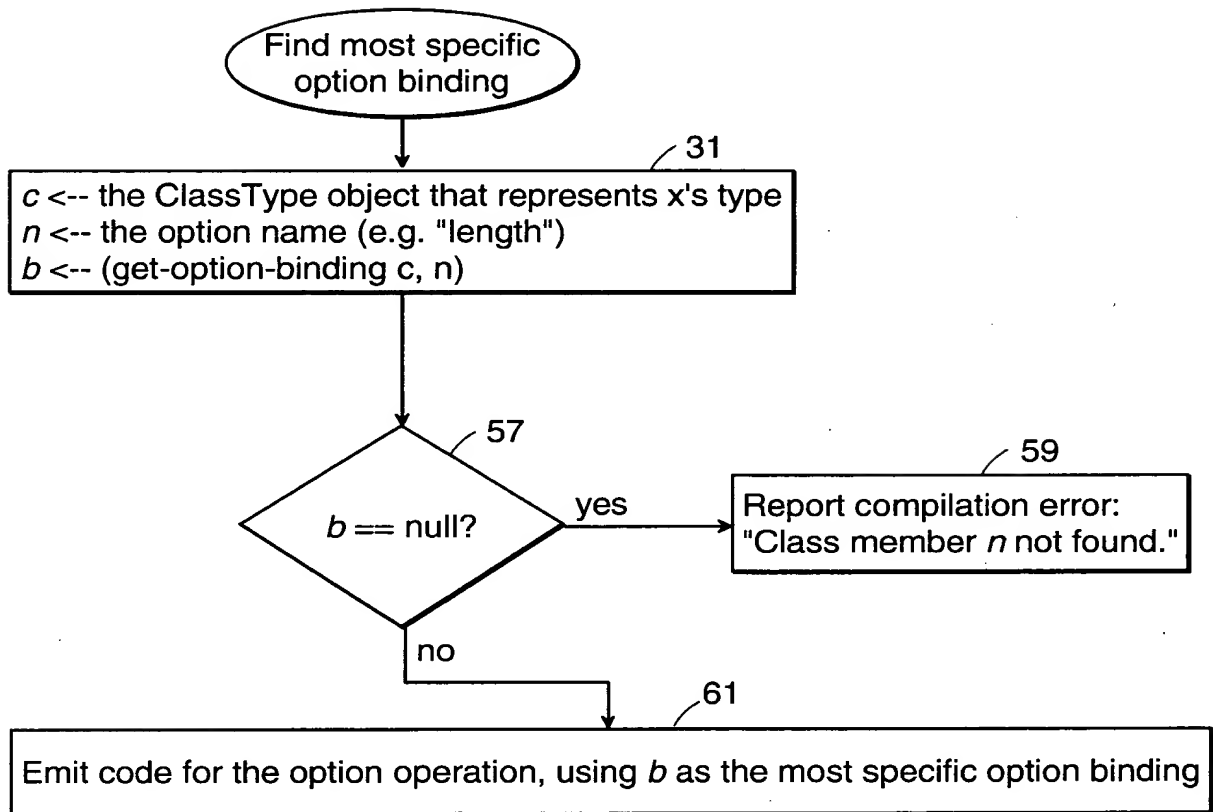 Find most specific
option binding
31
c <-- the ClassType object that represents x's type
n <-- the option name (e.g. "length")
b <-- (get-option-binding c, n)
57
b == null?
yes
59
Report compilation error:
"Class member n not found."
no
61
Emit code for the option operation, using b as the most specific option binding